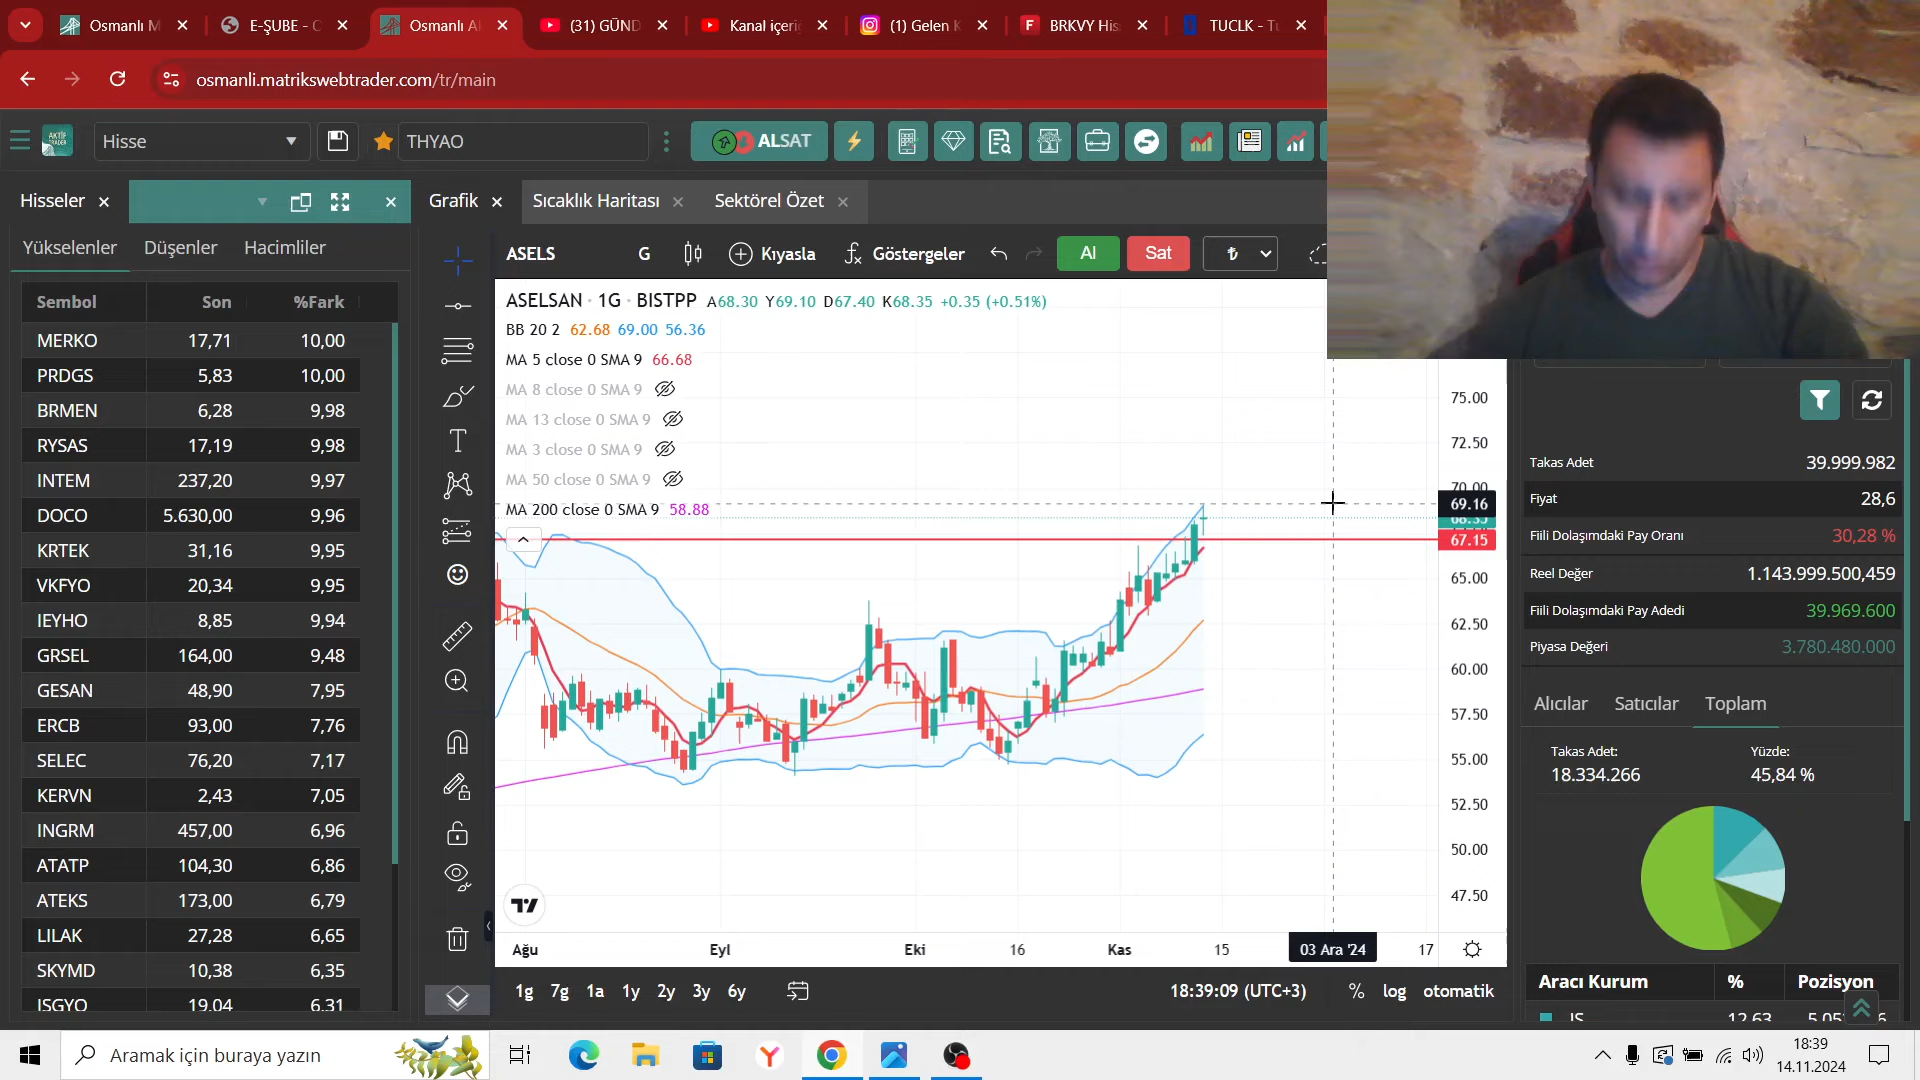 Osmanlı M
E-ŞUBE - C
Osmanlı A
(31) GÜND
Kanal içeriğ
(1) Gelen K
BRKVY His
TUCLK - Tu
osmanli.matrikswebtrader.com/tr/main
AKTİF TRADER
Hisse
THYAO
ALSAT
Hisseler
Grafik
Sıcaklık Haritası
Sektörel Özet
Yükselenler
Düşenler
Hacimliler
Sembol Son %Fark
MERKO 17,71 10,00
PRDGS 5,83 10,00
BRMEN 6,28 9,98
RYSAS 17,19 9,98
INTEM 237,20 9,97
DOCO 5.630,00 9,96
KRTEK 31,16 9,95
VKFYO 20,34 9,95
IEYHO 8,85 9,94
GRSEL 164,00 9,48
GESAN 48,90 7,95
ERCB 93,00 7,76
SELEC 76,20 7,17
KERVN 2,43 7,05
INGRM 457,00 6,96
ATATP 104,30 6,86
ATEKS 173,00 6,79
LILAK 27,28 6,65
SKYMD 10,38 6,35
ISGYO 19,04 6,31
ASELS
G
Kıyasla
Göstergeler
Al
Sat
₺
ASELSAN · 1G · BISTPP A68.30 Y69.10 D67.40 K68.35 +0.35 (+0.51%)
BB 20 2 62.68 69.00 56.36
MA 5 close 0 SMA 9 66.68
MA 8 close 0 SMA 9
MA 13 close 0 SMA 9
MA 3 close 0 SMA 9
MA 50 close 0 SMA 9
MA 200 close 0 SMA 9 58.88
75.00
72.50
70.00
69.16
68.35
67.15
65.00
62.50
60.00
57.50
55.00
52.50
50.00
47.50
Ağu Eyl Eki 16 Kas 15 03 Ara '24 17
1g 7g 1a 1y 2y 3y 6y
18:39:09 (UTC+3)
% log otomatik
Takas Adet 39.999.982
Fiyat 28,6
Fiili Dolaşımdaki Pay Oranı 30,28 %
Reel Değer 1.143.999.500,459
Fiili Dolaşımdaki Pay Adedi 39.969.600
Piyasa Değeri 3.780.480.000
Alıcılar Satıcılar Toplam
Takas Adet: Yüzde:
18.334.266 45,84 %
Aracı Kurum % Pozisyon
12,63
Aramak için buraya yazın
18:39
14.11.2024